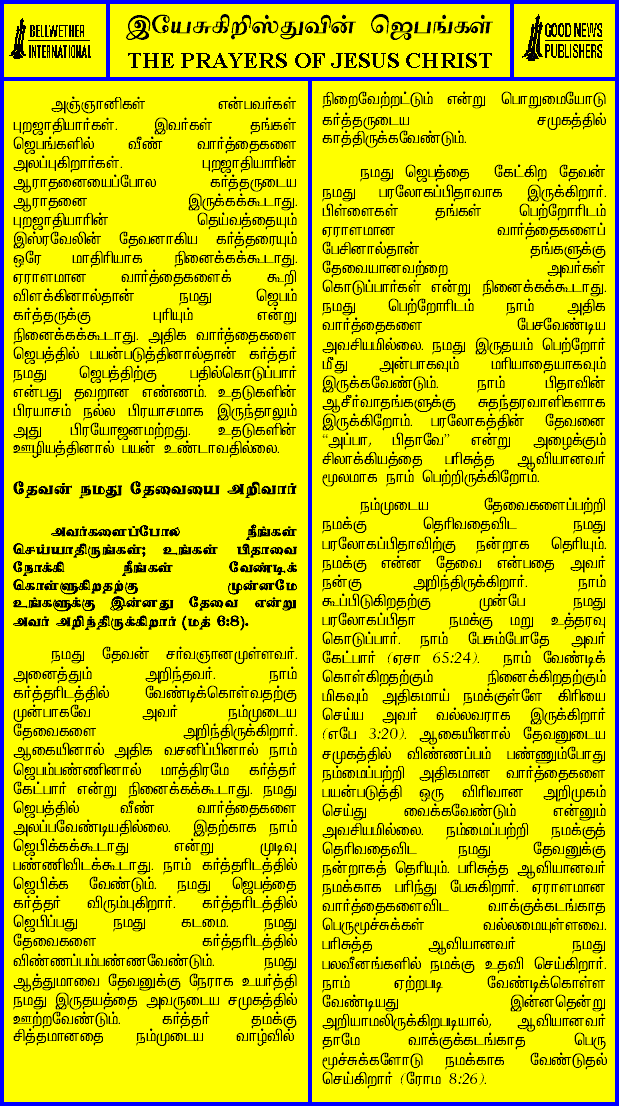 BELLWETHER
INTERNATIONAL
இயேசுகிறிஸ்துவின் ஜெபங்கள்
THE PRAYERS OF JESUS CHRIST
GOOD NEWS
PUBLISHERS
அஞ்ஞானிகள் என்பவர்கள்
புறஜாதியார்கள். இவர்கள் தங்கள்
ஜெபங்களில் வீண் வார்த்தைகளை
அலப்புகிறார்கள். புறஜாதியாரின்
ஆராதனையைப்போல கர்த்தருடைய
ஆராதனை இருக்கக்கூடாது.
புறஜாதியாரின் தெய்வத்தையும்
இஸ்ரவேலின் தேவனாகிய கர்த்தரையும்
ஒரே மாதிரியாக நினைக்கக்கூடாது.
ஏராளமான வார்த்தைகளைக் கூறி
விளக்கினால்தான் நமது ஜெபம்
கர்த்தருக்கு புரியும் என்று
நினைக்கக்கூடாது. அதிக வார்த்தைகளை
ஜெபத்தில் பயன்படுத்தினால்தான் கர்த்தர்
நமது ஜெபத்திற்கு பதில்கொடுப்பார்
என்பது தவறான எண்ணம். உதடுகளின்
பிரயாசம் நல்ல பிரயாசமாக இருந்தாலும்
அது பிரயோஜனமற்றது. உதடுகளின்
ஊழியத்தினால் பயன் உண்டாவதில்லை.
தேவன் நமது தேவையை அறிவார்
அவர்களைப்போல நீங்கள்
செய்யாதிருங்கள்; உங்கள் பிதாவை
நோக்கி நீங்கள் வேண்டிக்
கொள்ளுகிறதற்கு முன்னமே
உங்களுக்கு இன்னது தேவை என்று
அவர் அறிந்திருக்கிறார் (மத் 6:8).
நமது தேவன் சர்வஞானமுள்ளவர்.
அனைத்தும் அறிந்தவர். நாம்
கர்த்தரிடத்தில் வேண்டிக்கொள்வதற்கு
முன்பாகவே அவர் நம்முடைய
தேவைகளை அறிந்திருக்கிறார்.
ஆகையினால் அதிக வசனிப்பினால் நாம்
ஜெபம்பண்ணினால் மாத்திரமே கர்த்தர்
கேட்பார் என்று நினைக்கக்கூடாது. நமது
ஜெபத்தில் வீண் வார்த்தைகளை
அலப்பவேண்டியதில்லை. இதற்காக நாம்
ஜெபிக்கக்கூடாது என்று முடிவு
பண்ணிவிடக்கூடாது. நாம் கர்த்தரிடத்தில்
ஜெபிக்க வேண்டும். நமது ஜெபத்தை
கர்த்தர் விரும்புகிறார். கர்த்தரிடத்தில்
ஜெபிப்பது நமது கடமை. நமது
தேவைகளை கர்த்தரிடத்தில்
விண்ணப்பம்பண்ணவேண்டும். நமது
ஆத்துமாவை தேவனுக்கு நேராக உயர்த்தி
நமது இருதயத்தை அவருடைய சமுகத்தில்
ஊற்றவேண்டும். கர்த்தர் தமக்கு
சித்தமானதை நம்முடைய வாழ்வில்
நிறைவேற்றட்டும் என்று பொறுமையோடு
கர்த்தருடைய சமுகத்தில்
காத்திருக்கவேண்டும்.
நமது ஜெபத்தை கேட்கிற தேவன்
நமது பரலோகப்பிதாவாக இருக்கிறார்.
பிள்ளைகள் தங்கள் பெற்றோரிடம்
ஏராளமான வார்த்தைகளைப்
பேசினால்தான் தங்களுக்கு
தேவையானவற்றை அவர்கள்
கொடுப்பார்கள் என்று நினைக்கக்கூடாது.
நமது பெற்றோரிடம் நாம் அதிக
வார்த்தைகளை பேசவேண்டிய
அவசியமில்லை. நமது இருதயம் பெற்றோர்
மீது அன்பாகவும் மரியாதையாகவும்
இருக்கவேண்டும். நாம் பிதாவின்
ஆசீர்வாதங்களுக்கு சுதந்தரவாளிகளாக
இருக்கிறோம். பரலோகத்தின் தேவனை
“அப்பா, பிதாவே” என்று அழைக்கும்
சிலாக்கியத்தை பரிசுத்த ஆவியானவர்
மூலமாக நாம் பெற்றிருக்கிறோம்.
நம்முடைய தேவைகளைப்பற்றி
நமக்கு தெரிவதைவிட நமது
பரலோகப்பிதாவிற்கு நன்றாக தெரியும்.
நமக்கு என்ன தேவை என்பதை அவர்
நன்கு அறிந்திருக்கிறார். நாம்
கூப்பிடுகிறதற்கு முன்பே நமது
பரலோகப்பிதா நமக்கு மறு உத்தரவு
கொடுப்பார். நாம் பேசும்போதே அவர்
கேட்பார் (ஏசா 65:24). நாம் வேண்டிக்
கொள்கிறதற்கும் நினைக்கிறதற்கும்
மிகவும் அதிகமாய் நமக்குள்ளே கிரியை
செய்ய அவர் வல்லவராக இருக்கிறார்
(எபே 3:20). ஆகையினால் தேவனுடைய
சமுகத்தில் விண்ணப்பம் பண்ணும்போது
நம்மைப்பற்றி அதிகமான வார்த்தைகளை
பயன்படுத்தி ஒரு விரிவான அறிமுகம்
செய்து வைக்கவேண்டும் என்னும்
அவசியமில்லை. நம்மைப்பற்றி நமக்குத்
தெரிவதைவிட நமது தேவனுக்கு
நன்றாகத் தெரியும். பரிசுத்த ஆவியானவர்
நமக்காக பரிந்து பேசுகிறார். ஏராளமான
வார்த்தைகளைவிட வாக்குக்கடங்காத
பெருமூச்சுக்கள் வல்லமையுள்ளவை.
பரிசுத்த ஆவியானவர் நமது
பலவீனங்களில் நமக்கு உதவி செய்கிறார்.
நாம் ஏற்றபடி வேண்டிக்கொள்ள
வேண்டியது இன்னதென்று
அறியாமலிருக்கிறபடியால், ஆவியானவர்
தாமே வாக்குக்கடங்காத பெரு
மூச்சுக்களோடு நமக்காக வேண்டுதல்
செய்கிறார் (ரோம 8:26).